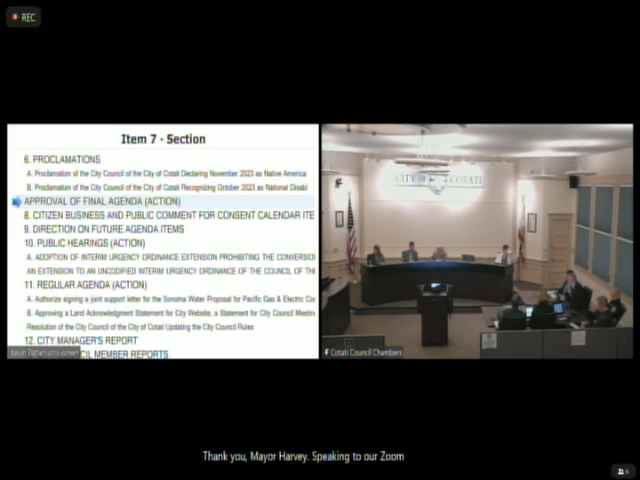 REC
Item 7 - Section
6. PROCLAMATIONS
A. Proclamation of the City Council of the City of Cotati Declaring November 2023 as Native America
B. Proclamation of the City Council of the City of Cotati Recognizing October 2023 as National Disabi
APPROVAL OF FINAL AGENDA (ACTION)
8. CITIZEN BUSINESS AND PUBLIC COMMENT FOR CONSENT CALENDAR ITE
9. DIRECTION ON FUTURE AGENDA ITEMS
10. PUBLIC HEARINGS (ACTION)
A. ADOPTION OF INTERIM URGENCY ORDINANCE EXTENSION PROHIBITING THE CONVERSIO
AN EXTENSION TO AN UNCODIFIED INTERIM URGENCY ORDINANCE OF THE COUNCIL OF TH
11. REGULAR AGENDA (ACTION)
A. Authorize signing a joint support letter for the Sonoma Water Proposal for Pacific Gas & Electric Co
B. Approving a Land Acknowledgment Statement for City Website, a Statement for City Council Meetin
Resolution of the City Council of the City of Cotati Updating the City Council Rules
12. CITY MANAGER'S REPORT
CIL MEMBER REPORTS
CITY OF COTATI
Cotati Council Chambers
Thank you, Mayor Harvey. Speaking to our Zoom
6